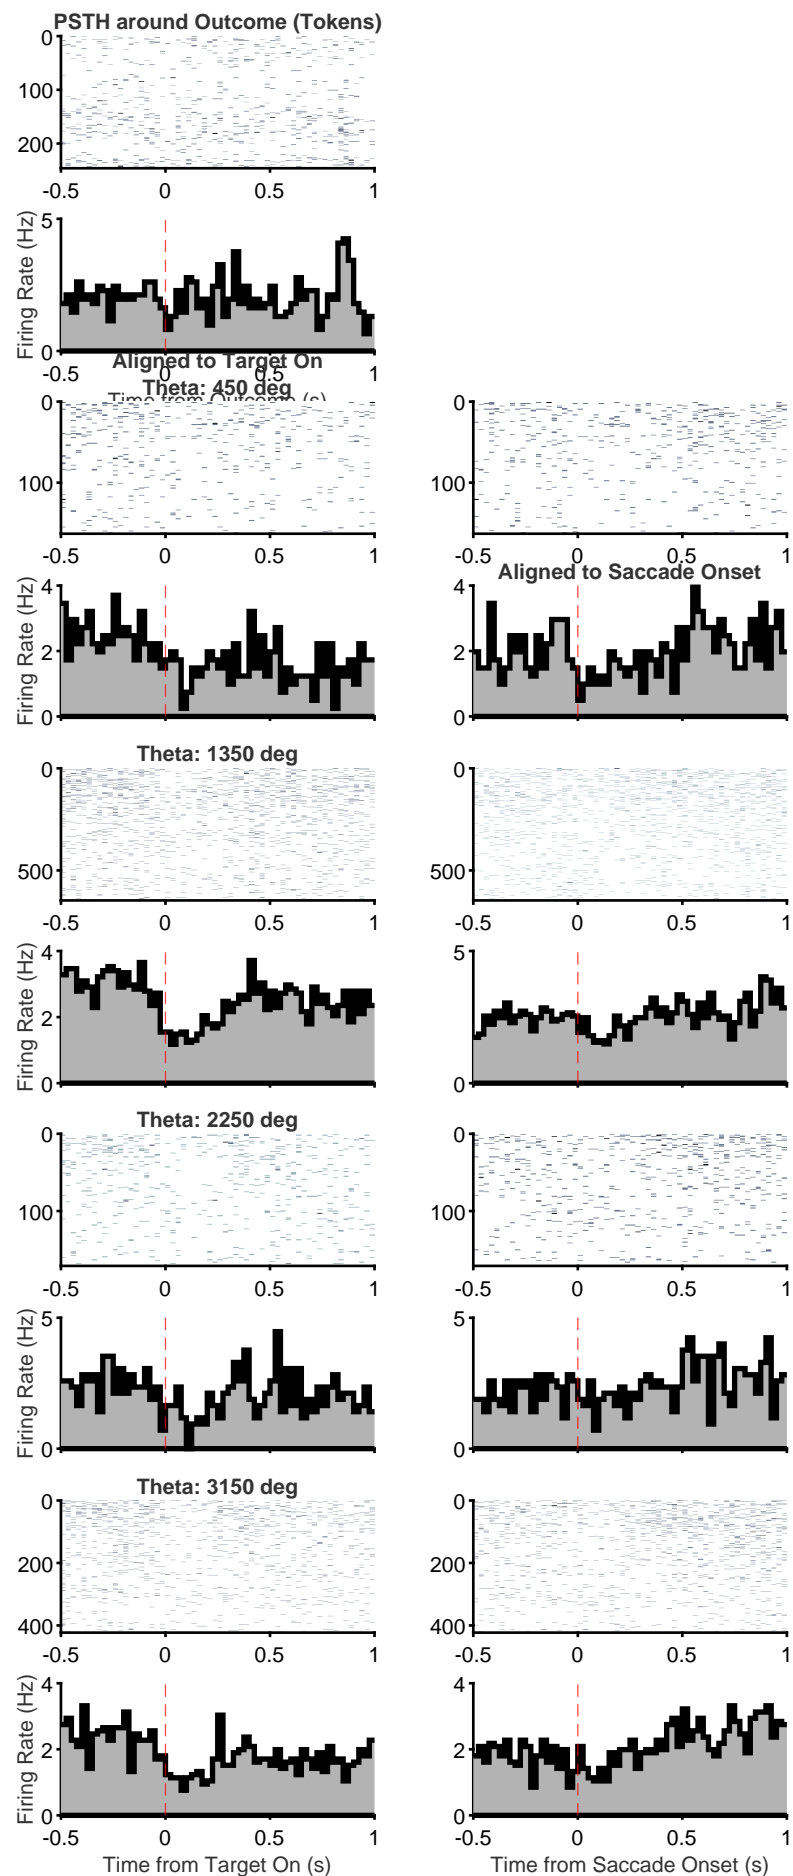 PSTH around Outcome (Tokens)
0
100
200
-0.5 0 0.5 1
Firing Rate (Hz)
5
0
-0.5 0 0.5 1
Time from Outcome (s)
Aligned to Target On
Theta: 450 deg
0
100
-0.5 0 0.5 1
0
100
-0.5 0 0.5 1
Aligned to Saccade Onset
Firing Rate (Hz)
4
2
0
4
2
0
Theta: 1350 deg
0
500
-0.5 0 0.5 1
0
500
-0.5 0 0.5 1
Firing Rate (Hz)
4
2
0
5
0
Theta: 2250 deg
0
100
-0.5 0 0.5 1
0
100
-0.5 0 0.5 1
Firing Rate (Hz)
5
0
5
0
Theta: 3150 deg
0
200
400
-0.5 0 0.5 1
0
200
400
-0.5 0 0.5 1
Firing Rate (Hz)
4
2
0
-0.5 0 0.5 1
Time from Target On (s)
4
2
0
-0.5 0 0.5 1
Time from Saccade Onset (s)